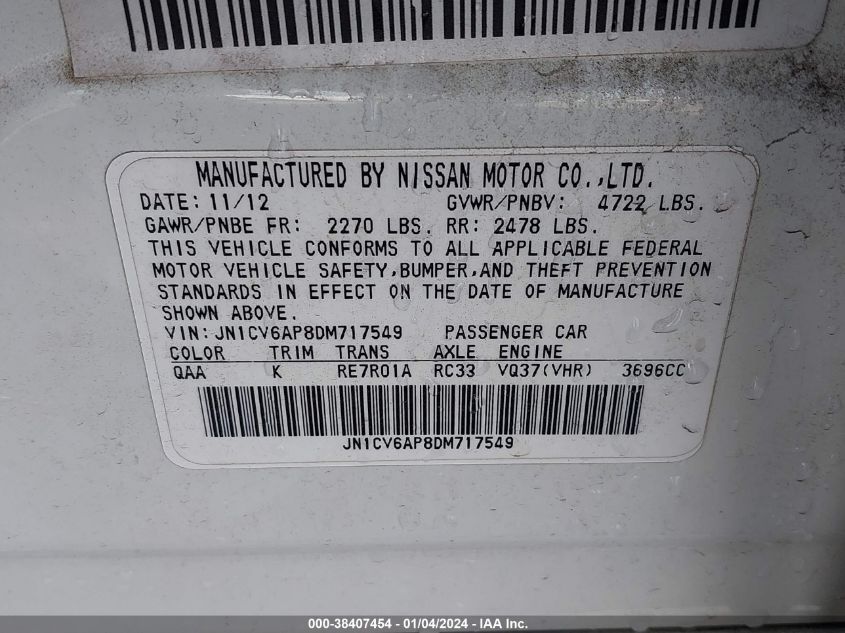 MANUFACTURED BY NISSAN MOTOR CO.,LTD.
DATE: 11/12 GVWR/PNBV: 4722 LBS.
GAWR/PNBE FR: 2270 LBS. RR: 2478 LBS.
THIS VEHICLE CONFORMS TO ALL APPLICABLE FEDERAL
MOTOR VEHICLE SAFETY,BUMPER,AND THEFT PREVENTION
STANDARDS IN EFFECT ON THE DATE OF MANUFACTURE
SHOWN ABOVE.
VIN:JN1CV6AP8DM717549 PASSENGER CAR
COLOR TRIM TRANS AXLE ENGINE
QAA K RE7R01A RC33 VQ37(VHR) 3696CC
JN1CV6AP8DM717549
000-38407454 - 01/04/2024 - IAA Inc.